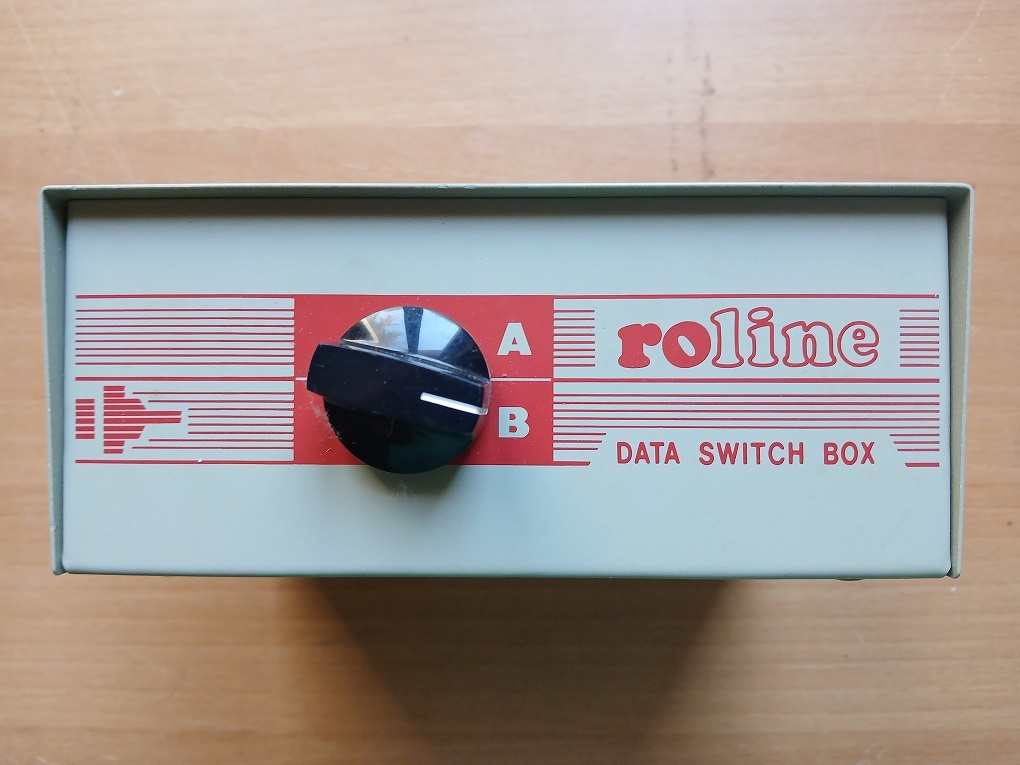 A
B
roline
DATA SWITCH BOX